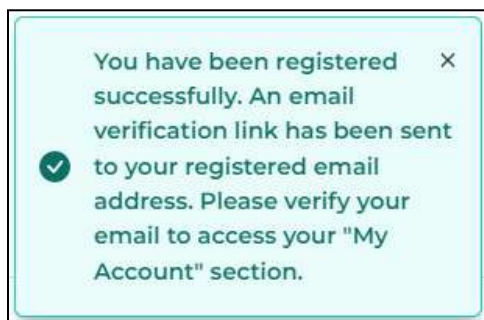 You have been registered
successfully. An email
verification link has been sent
to your registered email
address. Please verify your
email to access your "My
Account" section.